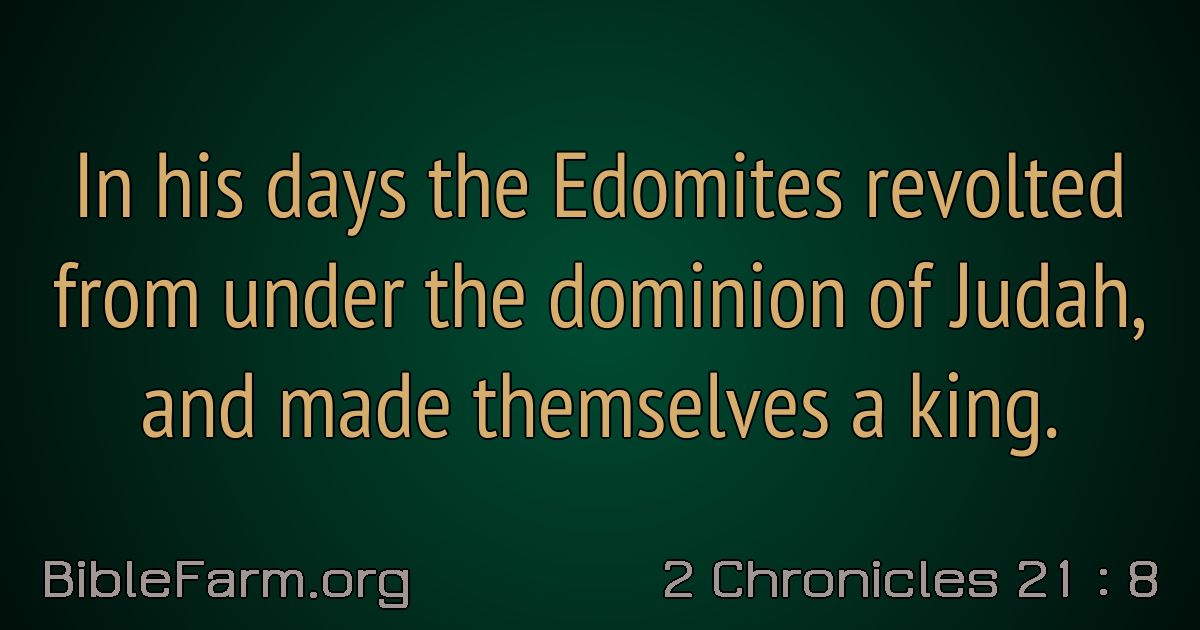 In his days the Edomites revolted
from under the dominion of Judah,
and made themselves a king.
BibleFarm.org
2 Chronicles 21 : 8